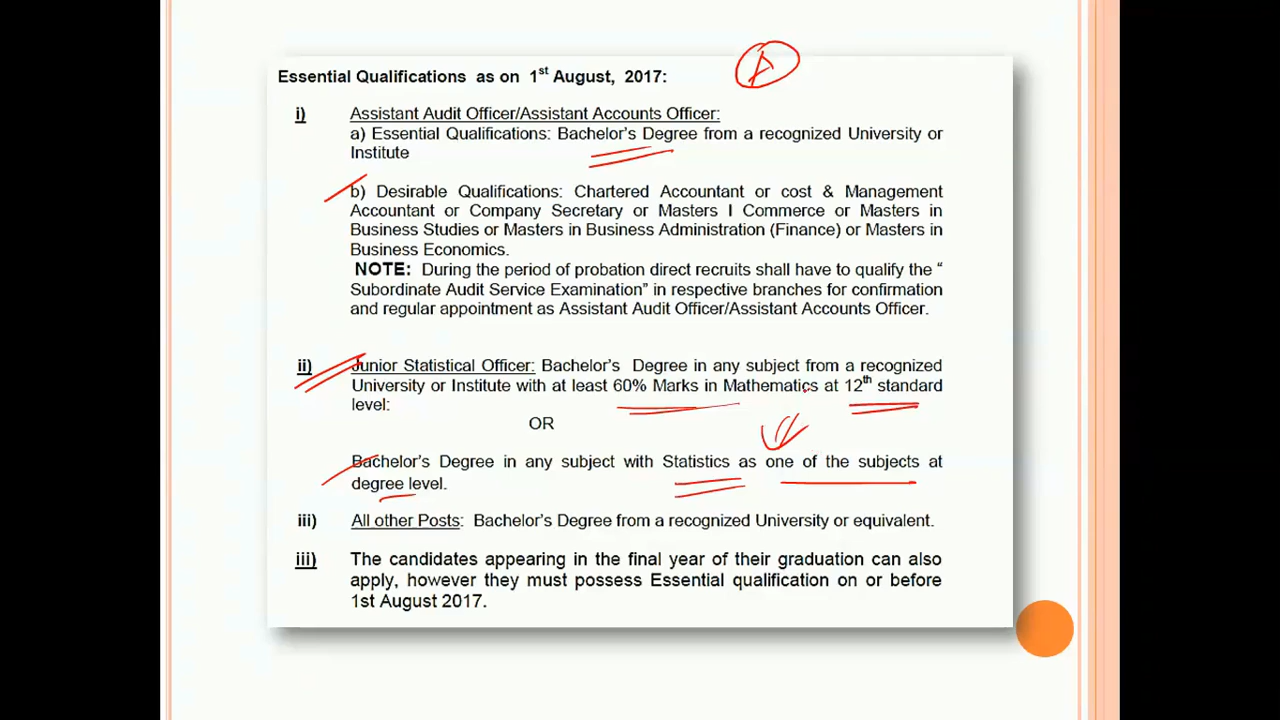 Essential Qualifications as on 1st August, 2017:
A
i) Assistant Audit Officer/Assistant Accounts Officer:
a) Essential Qualifications: Bachelor's Degree from a recognized University or
Institute
b) Desirable Qualifications: Chartered Accountant or cost & Management
Accountant or Company Secretary or Masters I Commerce or Masters in
Business Studies or Masters in Business Administration (Finance) or Masters in
Business Economics.
NOTE: During the period of probation direct recruits shall have to qualify the "
Subordinate Audit Service Examination" in respective branches for confirmation
and regular appointment as Assistant Audit Officer/Assistant Accounts Officer.
ii) Junior Statistical Officer: Bachelor's Degree in any subject from a recognized
University or Institute with at least 60% Marks in Mathematics at 12th standard
level:
OR
Bachelor's Degree in any subject with Statistics as one of the subjects at
degree level.
iii) All other Posts: Bachelor's Degree from a recognized University or equivalent.
iii) The candidates appearing in the final year of their graduation can also
apply, however they must possess Essential qualification on or before
1st August 2017.